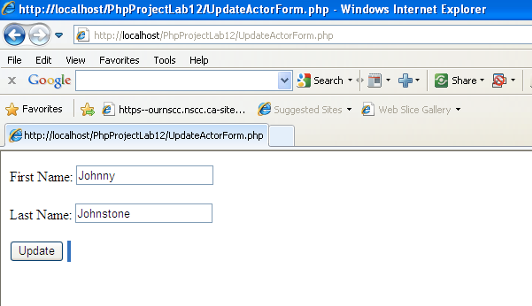 http://localhost/PhpProjectLab12/UpdateActorForm.php - Windows Internet Explorer
http://localhost/PhpProjectLab12/UpdateActorForm.php
File Edit View Favorites Tools Help
x Google Search Share
Favorites https--ournscc.nscc.ca-site... Suggested Sites Web Slice Gallery
http://localhost/PhpProjectLab12/UpdateActorForm.php
First Name: Johnny
Last Name: Johnstone
Update